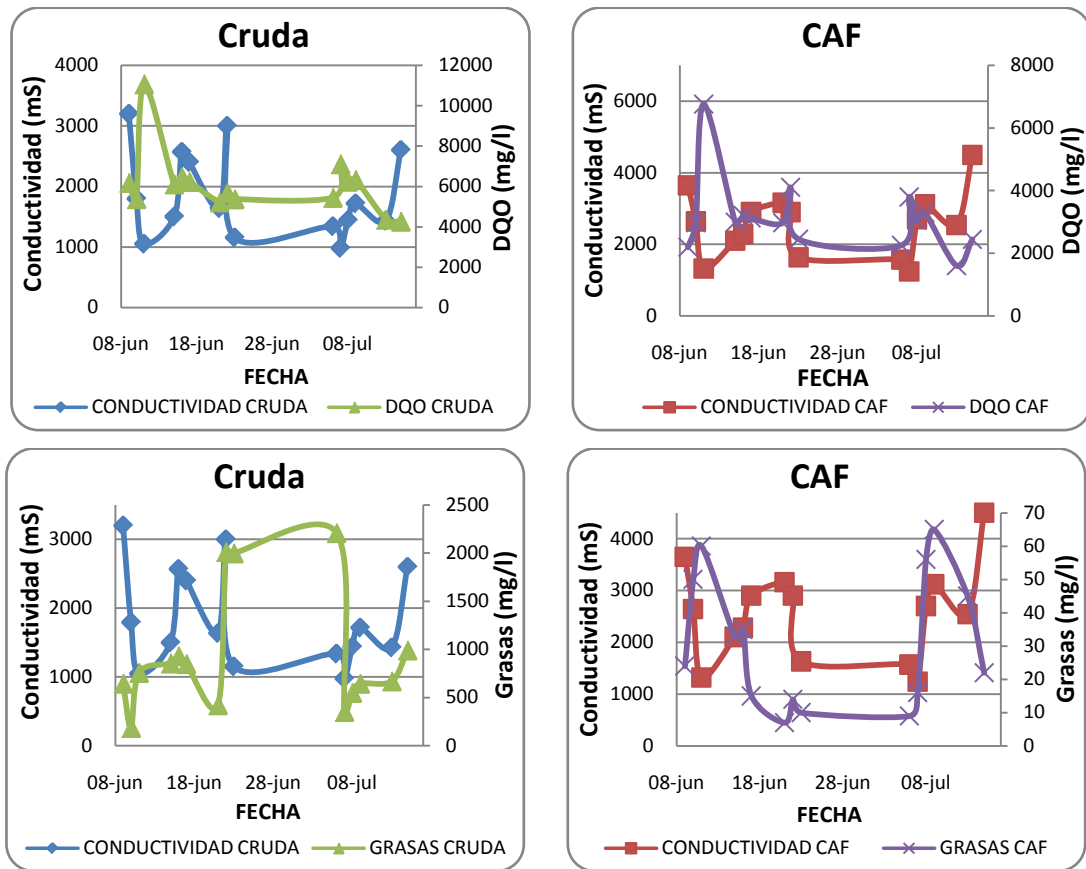 Cruda
Conductividad (mS)
4000
3000
2000
1000
0
12000
10000
8000
6000
4000
2000
0
DQO (mg/l)
08-jun 18-jun 28-jun 08-jul
FECHA
CONDUCTIVIDAD CRUDA DQO CRUDA
CAF
Conductividad (mS)
6000
4000
2000
0
8000
6000
4000
2000
0
DQO (mg/l)
08-jun 18-jun 28-jun 08-jul
FECHA
CONDUCTIVIDAD CAF DQO CAF
Cruda
Conductividad (mS)
3000
2000
1000
0
2500
2000
1500
1000
500
0
Grasas (mg/l)
08-jun 18-jun 28-jun 08-jul
FECHA
CONDUCTIVIDAD CRUDA GRASAS CRUDA
CAF
Conductividad (mS)
4000
3000
2000
1000
0
70
60
50
40
30
20
10
0
Grasas (mg/l)
08-jun 18-jun 28-jun 08-jul
FECHA
CONDUCTIVIDAD CAF GRASAS CAF